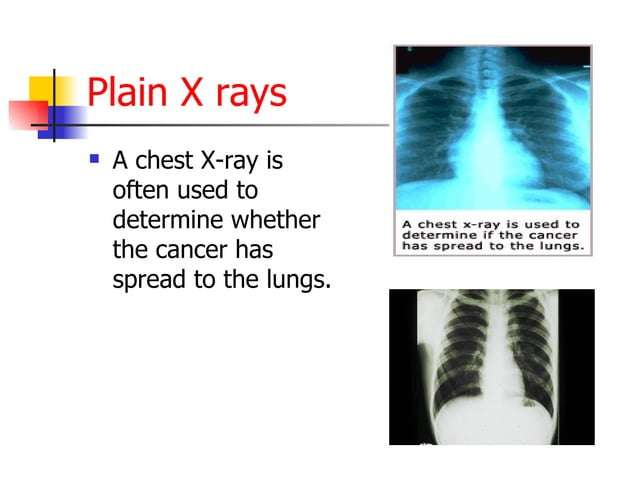 Plain X rays
A chest X-ray is
often used to
determine whether
the cancer has
spread to the lungs.
A chest x-ray is used to
determine if the cancer
has spread to the lungs.